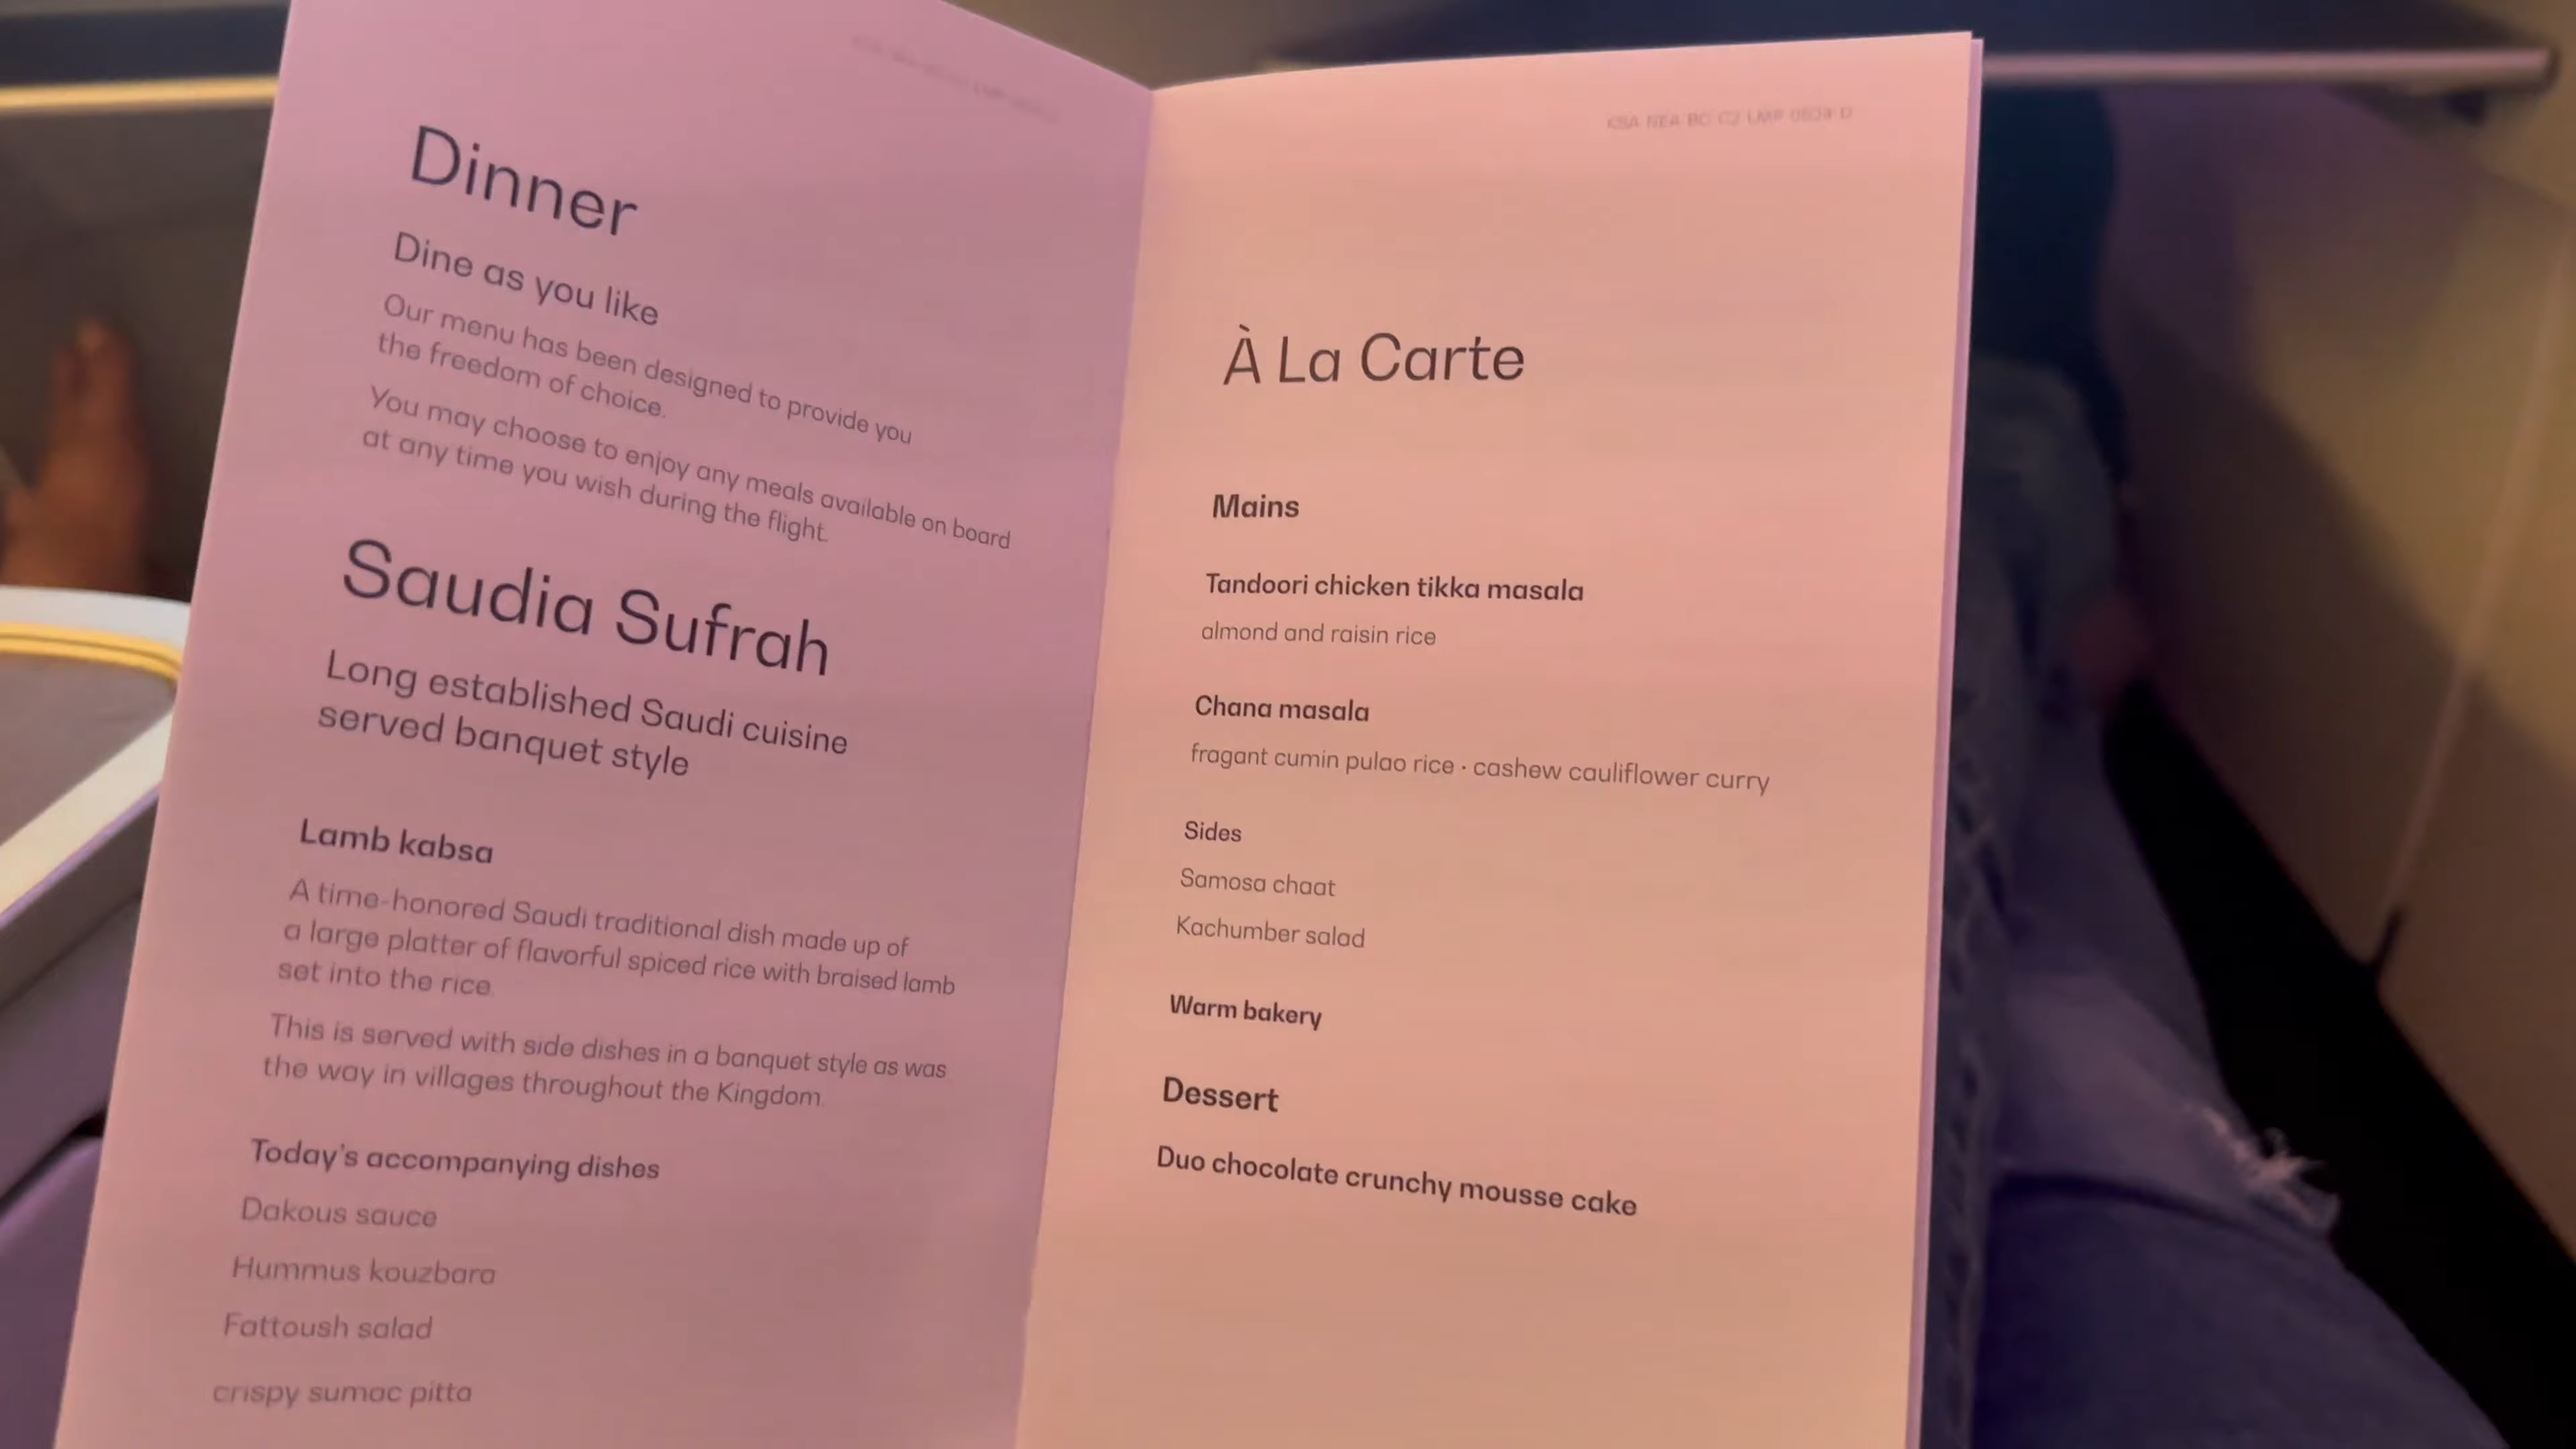 Dinner
Dine as you like
Our menu has been designed to provide you
the freedom of choice.
You may choose to enjoy any meals available on board
at any time you wish during the flight.
Saudia Sufrah
Long established Saudi cuisine
served banquet style
Lamb kabsa
A time-honored Saudi traditional dish made up of
a large platter of flavorful spiced rice with braised lamb
set into the rice.
This is served with side dishes in a banquet style as was
the way in villages throughout the Kingdom.
Today's accompanying dishes
Dakous sauce
Hummus kouzbara
Fattoush salad
crispy sumac pitta
KSA NEA BC C2 LMP 0524 D
À La Carte
Mains
Tandoori chicken tikka masala
almond and raisin rice
Chana masala
fragant cumin pulao rice · cashew cauliflower curry
Sides
Samosa chaat
Kachumber salad
Warm bakery
Dessert
Duo chocolate crunchy mousse cake